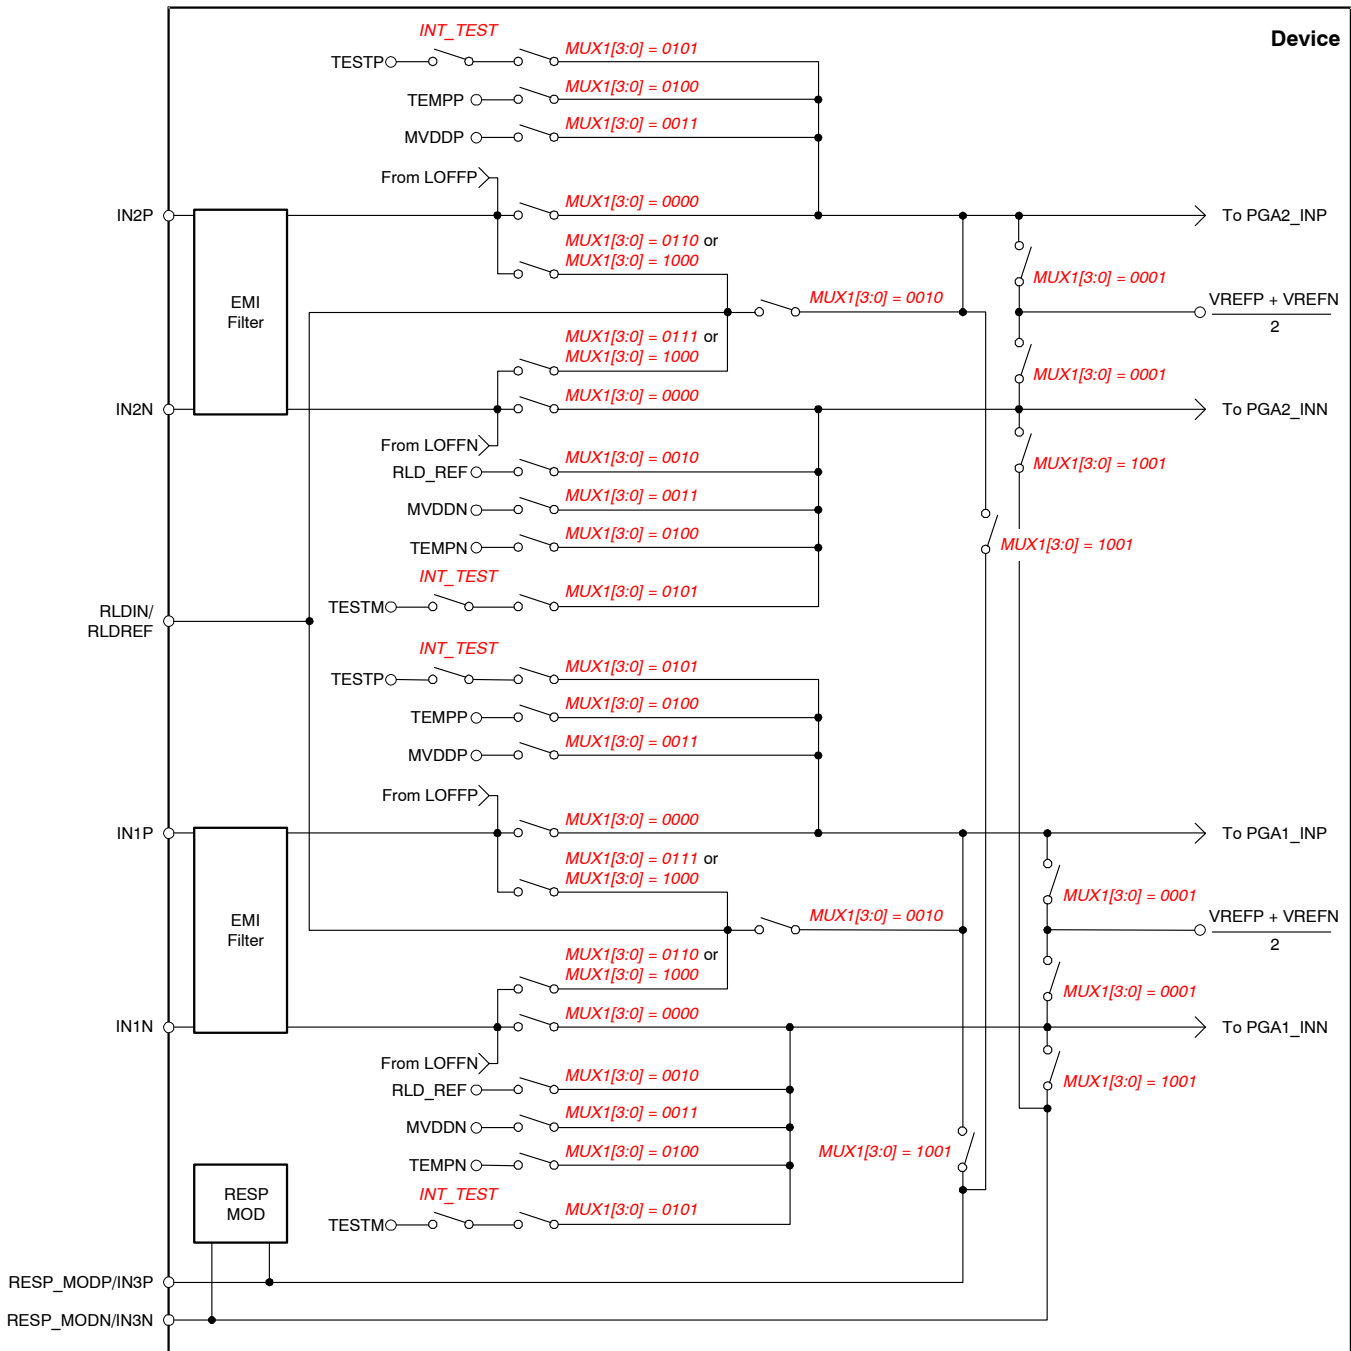 Device
INT_TEST
TESTP
MUX1[3:0] = 0101
TEMPP
MUX1[3:0] = 0100
MVDDP
MUX1[3:0] = 0011
From LOFFP
IN2P
MUX1[3:0] = 0000
To PGA2_INP
MUX1[3:0] = 0110 or
MUX1[3:0] = 1000
MUX1[3:0] = 0001
EMI
Filter
MUX1[3:0] = 0010
VREFP + VREFN
2
MUX1[3:0] = 0111 or
MUX1[3:0] = 1000
MUX1[3:0] = 0001
IN2N
MUX1[3:0] = 0000
To PGA2_INN
From LOFFN
RLD_REF
MUX1[3:0] = 0010
MUX1[3:0] = 1001
MVDDN
MUX1[3:0] = 0011
TEMPN
MUX1[3:0] = 0100
MUX1[3:0] = 1001
INT_TEST
TESTM
MUX1[3:0] = 0101
RLDIN/
RLDREF
INT_TEST
TESTP
MUX1[3:0] = 0101
TEMPP
MUX1[3:0] = 0100
MVDDP
MUX1[3:0] = 0011
From LOFFP
IN1P
MUX1[3:0] = 0000
To PGA1_INP
MUX1[3:0] = 0111 or
MUX1[3:0] = 1000
MUX1[3:0] = 0001
EMI
Filter
MUX1[3:0] = 0010
VREFP + VREFN
2
MUX1[3:0] = 0110 or
MUX1[3:0] = 1000
MUX1[3:0] = 0001
IN1N
MUX1[3:0] = 0000
To PGA1_INN
From LOFFN
RLD_REF
MUX1[3:0] = 0010
MUX1[3:0] = 1001
MVDDN
MUX1[3:0] = 0011
TEMPN
MUX1[3:0] = 0100
MUX1[3:0] = 1001
RESP
MOD
INT_TEST
TESTM
MUX1[3:0] = 0101
RESP_MODP/IN3P
RESP_MODN/IN3N